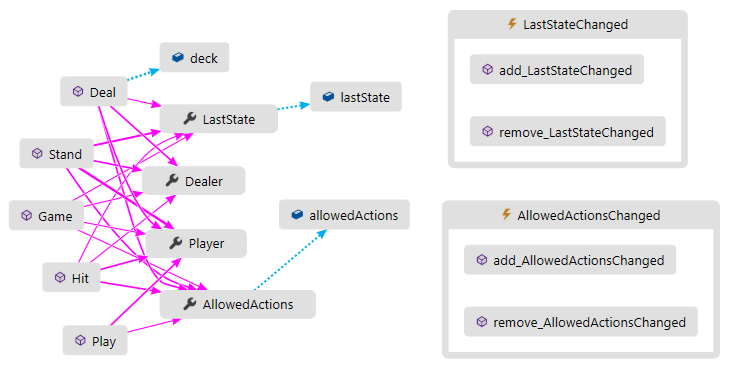 deck
Deal
lastState
LastState
Stand
Dealer
Game
allowedActions
Player
Hit
AllowedActions
Play
LastStateChanged
add_LastStateChanged
remove_LastStateChanged
AllowedActionsChanged
add_AllowedActionsChanged
remove_AllowedActionsChanged